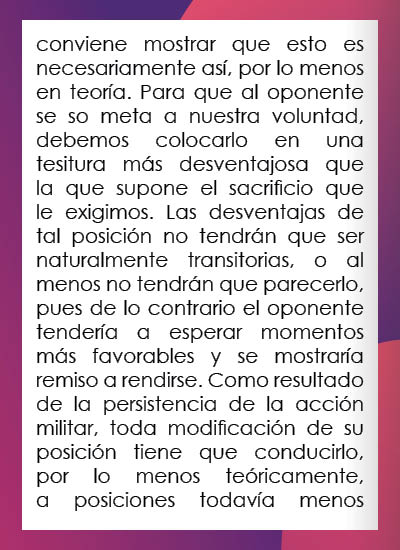 conviene mostrar que esto es
necesariamente así, por lo menos
en teoría. Para que al oponente
se so meta a nuestra voluntad,
debemos colocarlo en una
tesitura más desventajosa que
la que supone el sacrificio que
le exigimos. Las desventajas de
tal posición no tendrán que ser
naturalmente transitorias, o al
menos no tendrán que parecerlo,
pues de lo contrario el oponente
tendería a esperar momentos
más favorables y se mostraría
remiso a rendirse. Como resultado
de la persistencia de la acción
militar, toda modificación de su
posición tiene que conducirlo,
por lo menos teóricamente,
a posiciones todavía menos